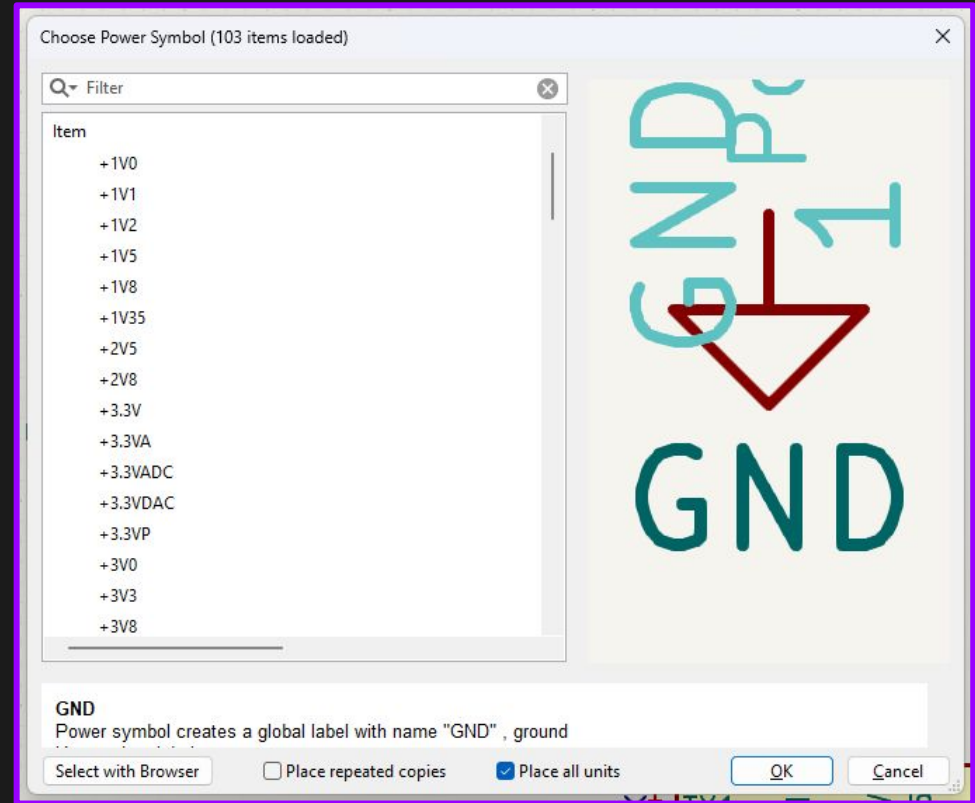 Choose Power Symbol (103 items loaded)
Filter
Item
+1V0
+1V1
+1V2
+1V5
+1V8
+1V35
+2V5
+2V8
+3.3V
+3.3VA
+3.3VADC
+3.3VDAC
+3.3VP
+3V0
+3V3
+3V8
GND
1
GND
GND
Power symbol creates a global label with name "GND" , ground
Select with Browser
Place repeated copies
Place all units
OK
Cancel